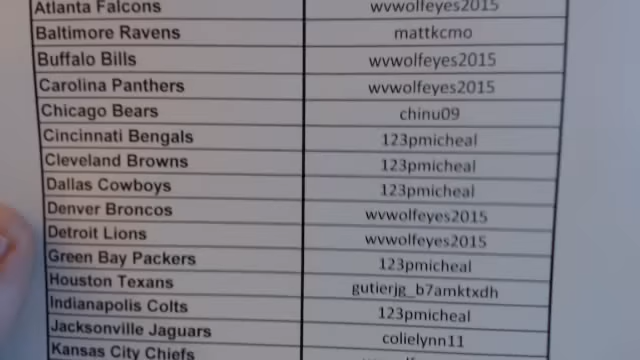 Atlanta Falcons wvwolfeyes2015
Baltimore Ravens mattkcmo
Buffalo Bills wvwolfeyes2015
Carolina Panthers wvwolfeyes2015
Chicago Bears chinu09
Cincinnati Bengals 123pmicheal
Cleveland Browns 123pmicheal
Dallas Cowboys 123pmicheal
Denver Broncos wvwolfeyes2015
Detroit Lions wvwolfeyes2015
Green Bay Packers 123pmicheal
Houston Texans gutierjg_b7amktxdh
Indianapolis Colts 123pmicheal
Jacksonville Jaguars colielynn11
Kansas City Chiefs